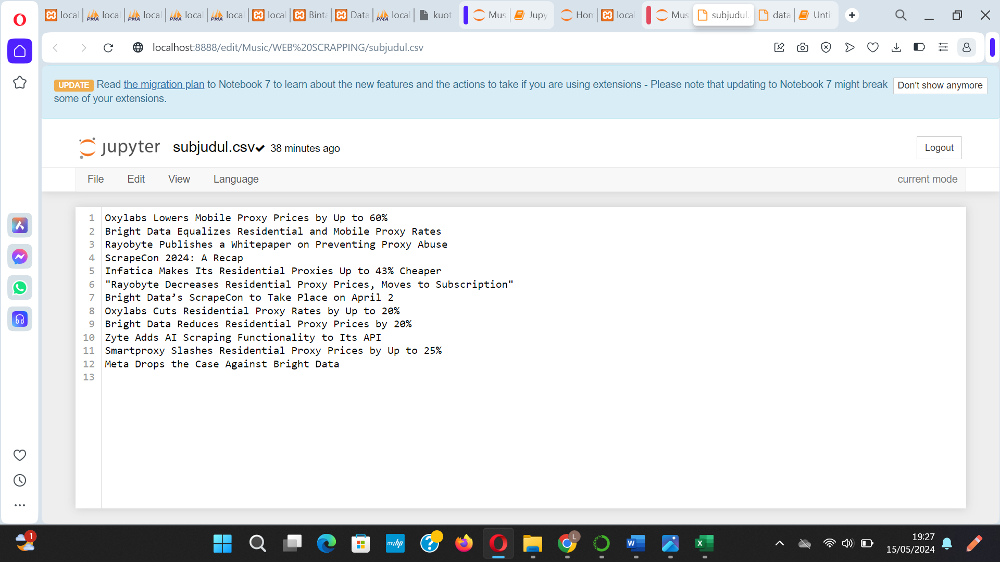 local
local
local
local
local
local
Binta
Data
local
kuot
Mus
Jupy
Hom
local
Mus
subjudul.
data
Unti
localhost:8888/edit/Music/WEB%20SCRAPPING/subjudul.csv
UPDATE Read the migration plan to Notebook 7 to learn about the new features and the actions to take if you are using extensions - Please note that updating to Notebook 7 might break
some of your extensions.
Don't show anymore
jupyter subjudul.csv 38 minutes ago
Logout
File Edit View Language current mode
1 Oxylabs Lowers Mobile Proxy Prices by Up to 60%
2 Bright Data Equalizes Residential and Mobile Proxy Rates
3 Rayobyte Publishes a Whitepaper on Preventing Proxy Abuse
4 ScrapeCon 2024: A Recap
5 Infatica Makes Its Residential Proxies Up to 43% Cheaper
6 "Rayobyte Decreases Residential Proxy Prices, Moves to Subscription"
7 Bright Data’s ScrapeCon to Take Place on April 2
8 Oxylabs Cuts Residential Proxy Rates by Up to 20%
9 Bright Data Reduces Residential Proxy Prices by 20%
10 Zyte Adds AI Scraping Functionality to Its API
11 Smartproxy Slashes Residential Proxy Prices by Up to 25%
12 Meta Drops the Case Against Bright Data
13
1
myhp
L
W
X
19:27
15/05/2024